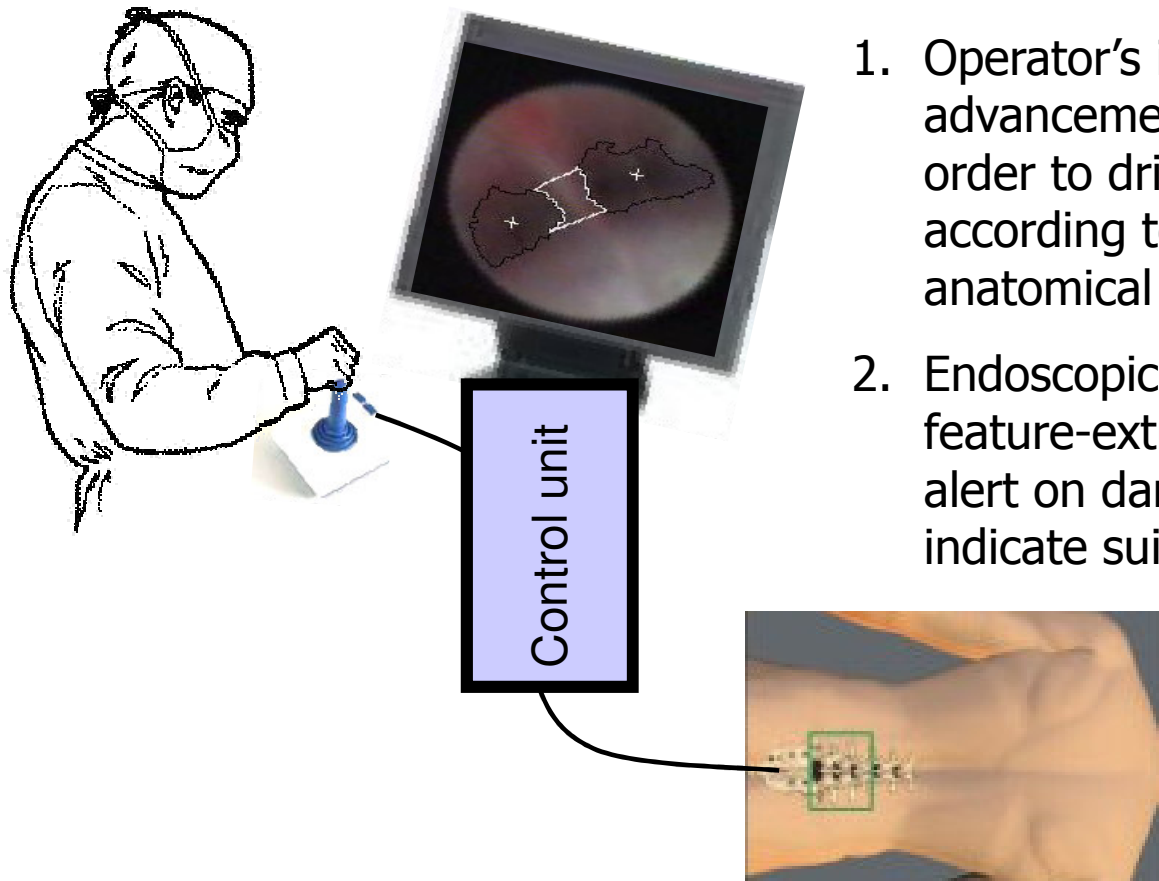 1. Operator's
advanceme
order to dri
according t
anatomical
2. Endoscopic
feature-ext
alert on dar
indicate sui
Control unit